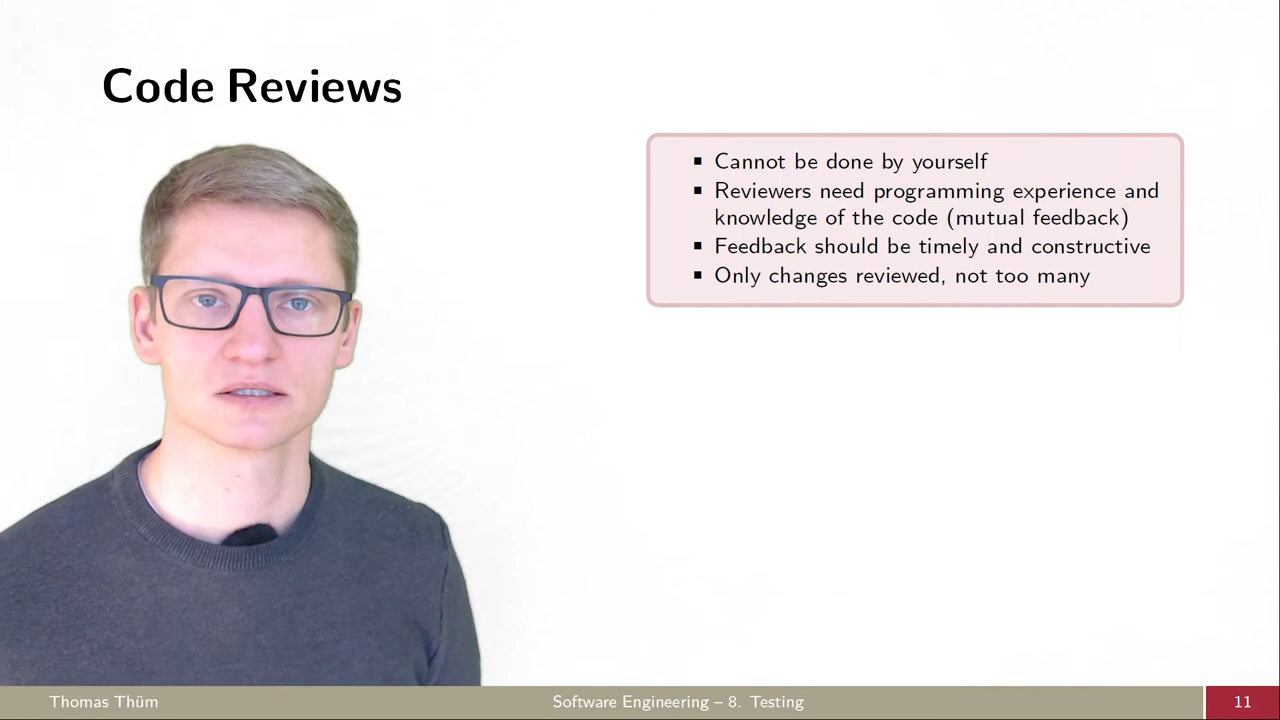 Code Reviews
▪ Cannot be done by yourself
▪ Reviewers need programming experience and
knowledge of the code (mutual feedback)
▪ Feedback should be timely and constructive
▪ Only changes reviewed, not too many
Thomas Thüm
Software Engineering – 8. Testing
11